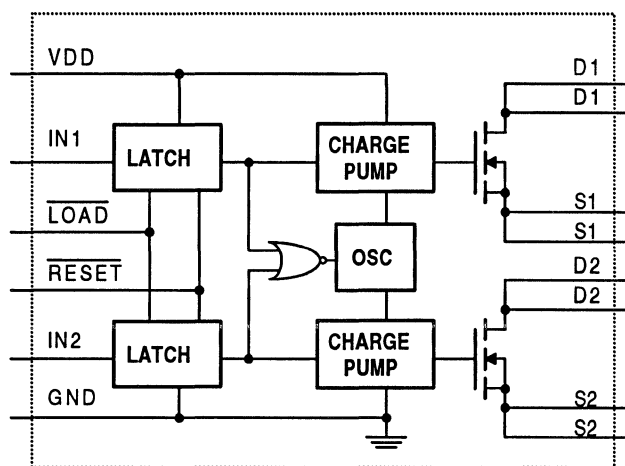 VDD
D1
D1
IN1
LATCH
CHARGE
PUMP
LOAD
S1
S1
OSC
RESET
D2
D2
IN2
LATCH
CHARGE
PUMP
GND
S2
S2